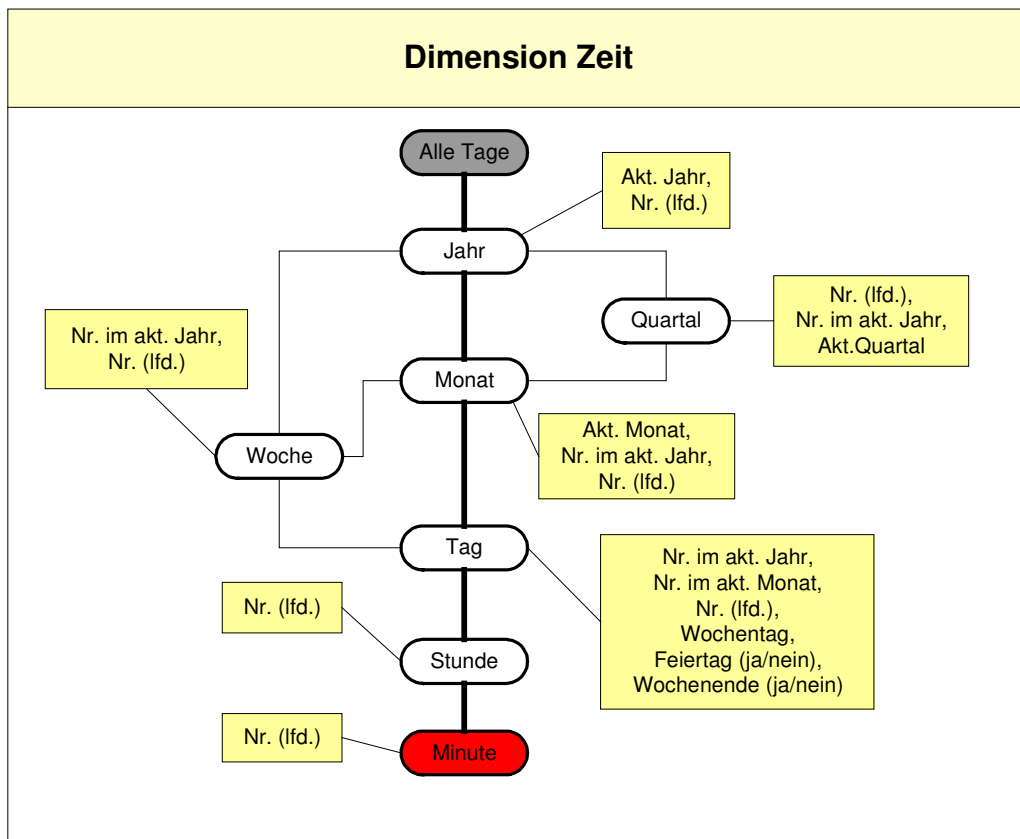 Dimension Zeit
Alle Tage
Akt. Jahr,
Nr. (lfd.)
Jahr
Nr. (lfd.),
Nr. im akt. Jahr,
Akt.Quartal
Quartal
Nr. im akt. Jahr,
Nr. (lfd.)
Monat
Akt. Monat,
Nr. im akt. Jahr,
Nr. (lfd.)
Woche
Tag
Nr. im akt. Jahr,
Nr. im akt. Monat,
Nr. (lfd.),
Wochentag,
Feiertag (ja/nein),
Wochenende (ja/nein)
Nr. (lfd.)
Stunde
Nr. (lfd.)
Minute